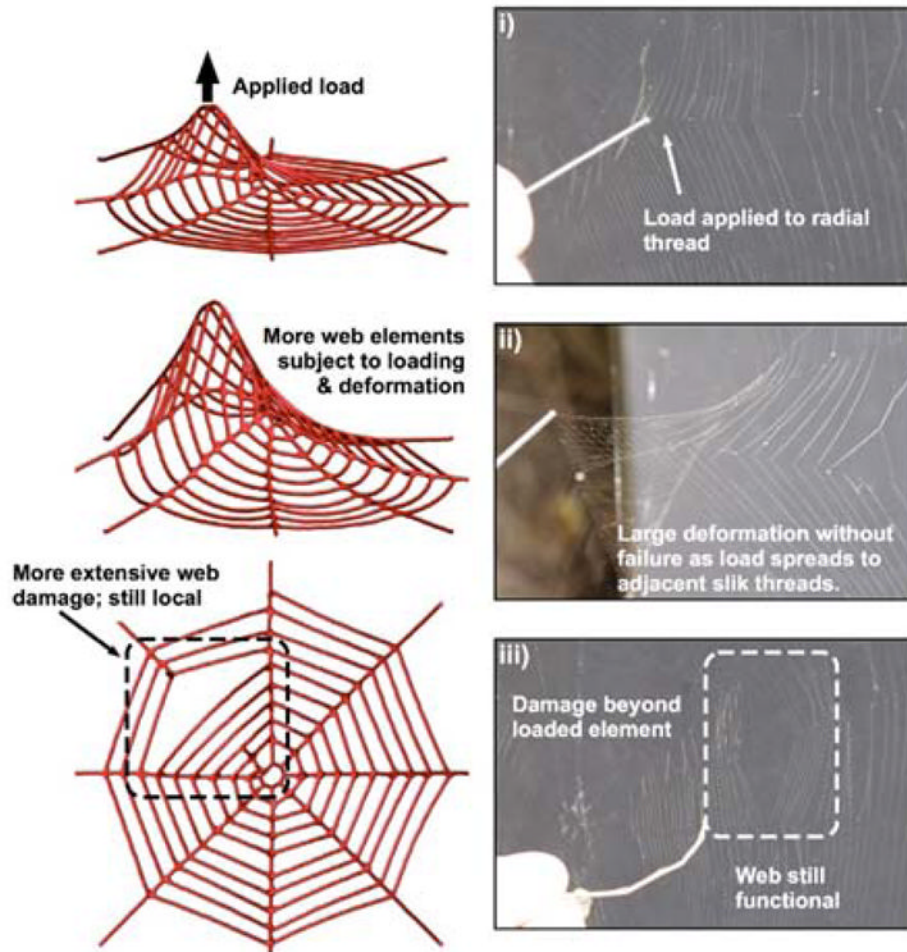 Applied load
i)
Load applied to radial
thread
More web elements
subject to loading
& deformation
ii)
Large deformation without
failure as load spreads to
adjacent slik threads.
More extensive web
damage; still local
iii)
Damage beyond
loaded element
Web still
functional